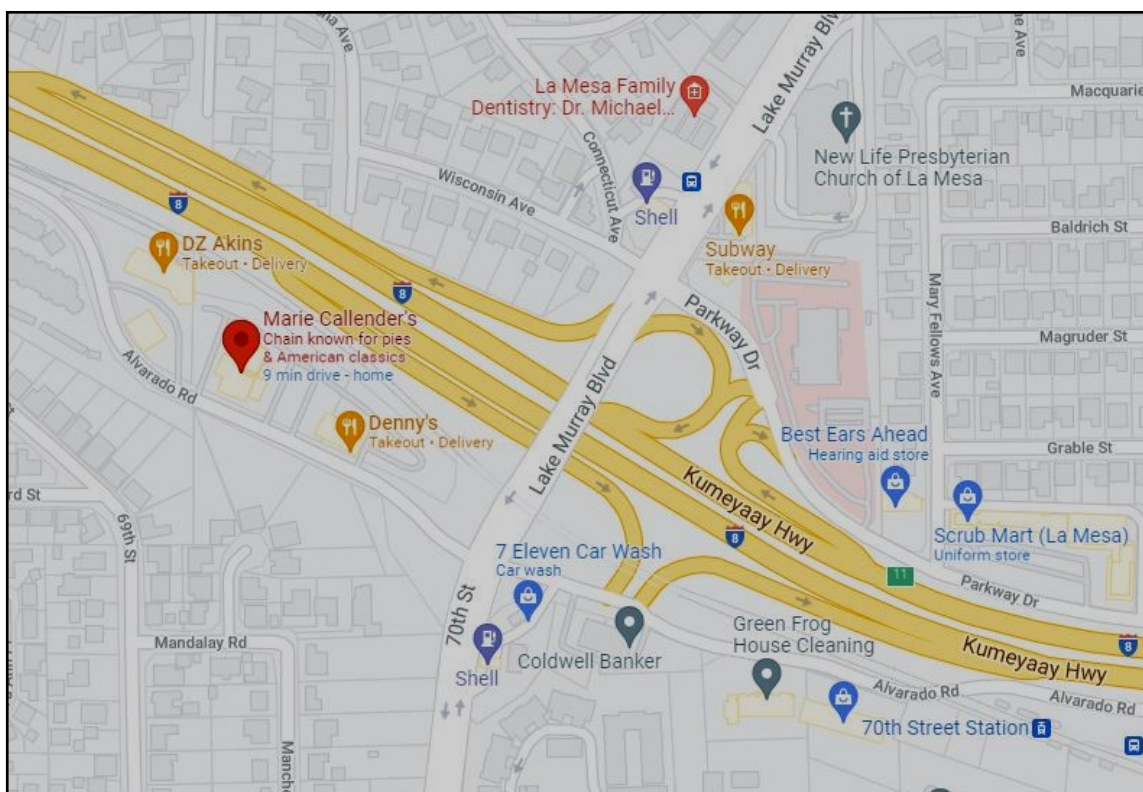 Lake Murray Blv
Macquarie
La Mesa Family
Dentistry: Dr. Michael...
New Life Presbyterian
Church of La Mesa
Connecticut Ave
Wisconsin Ave
Shell
Subway
Takeout • Delivery
Baldrich St
8
DZ Akins
Takeout • Delivery
8
Marie Callender's
Chain known for pies
& American classics
9 min drive - home
Parkway Dr
Mary Fellows Ave
Magruder St
Alvarado Rd
Lake Murray Blvd
Denny's
Takeout • Delivery
Best Ears Ahead
Hearing aid store
Grable St
Kumeyaay Hwy
69th St
8
Scrub Mart (La Mesa)
Uniform store
7 Eleven Car Wash
Car wash
11
Parkway Dr
70th St
Mandalay Rd
Coldwell Banker
Green Frog
House Cleaning
Kumeyaay Hwy
8
Shell
Alvarado Rd
Alvarado Rd
70th Street Station